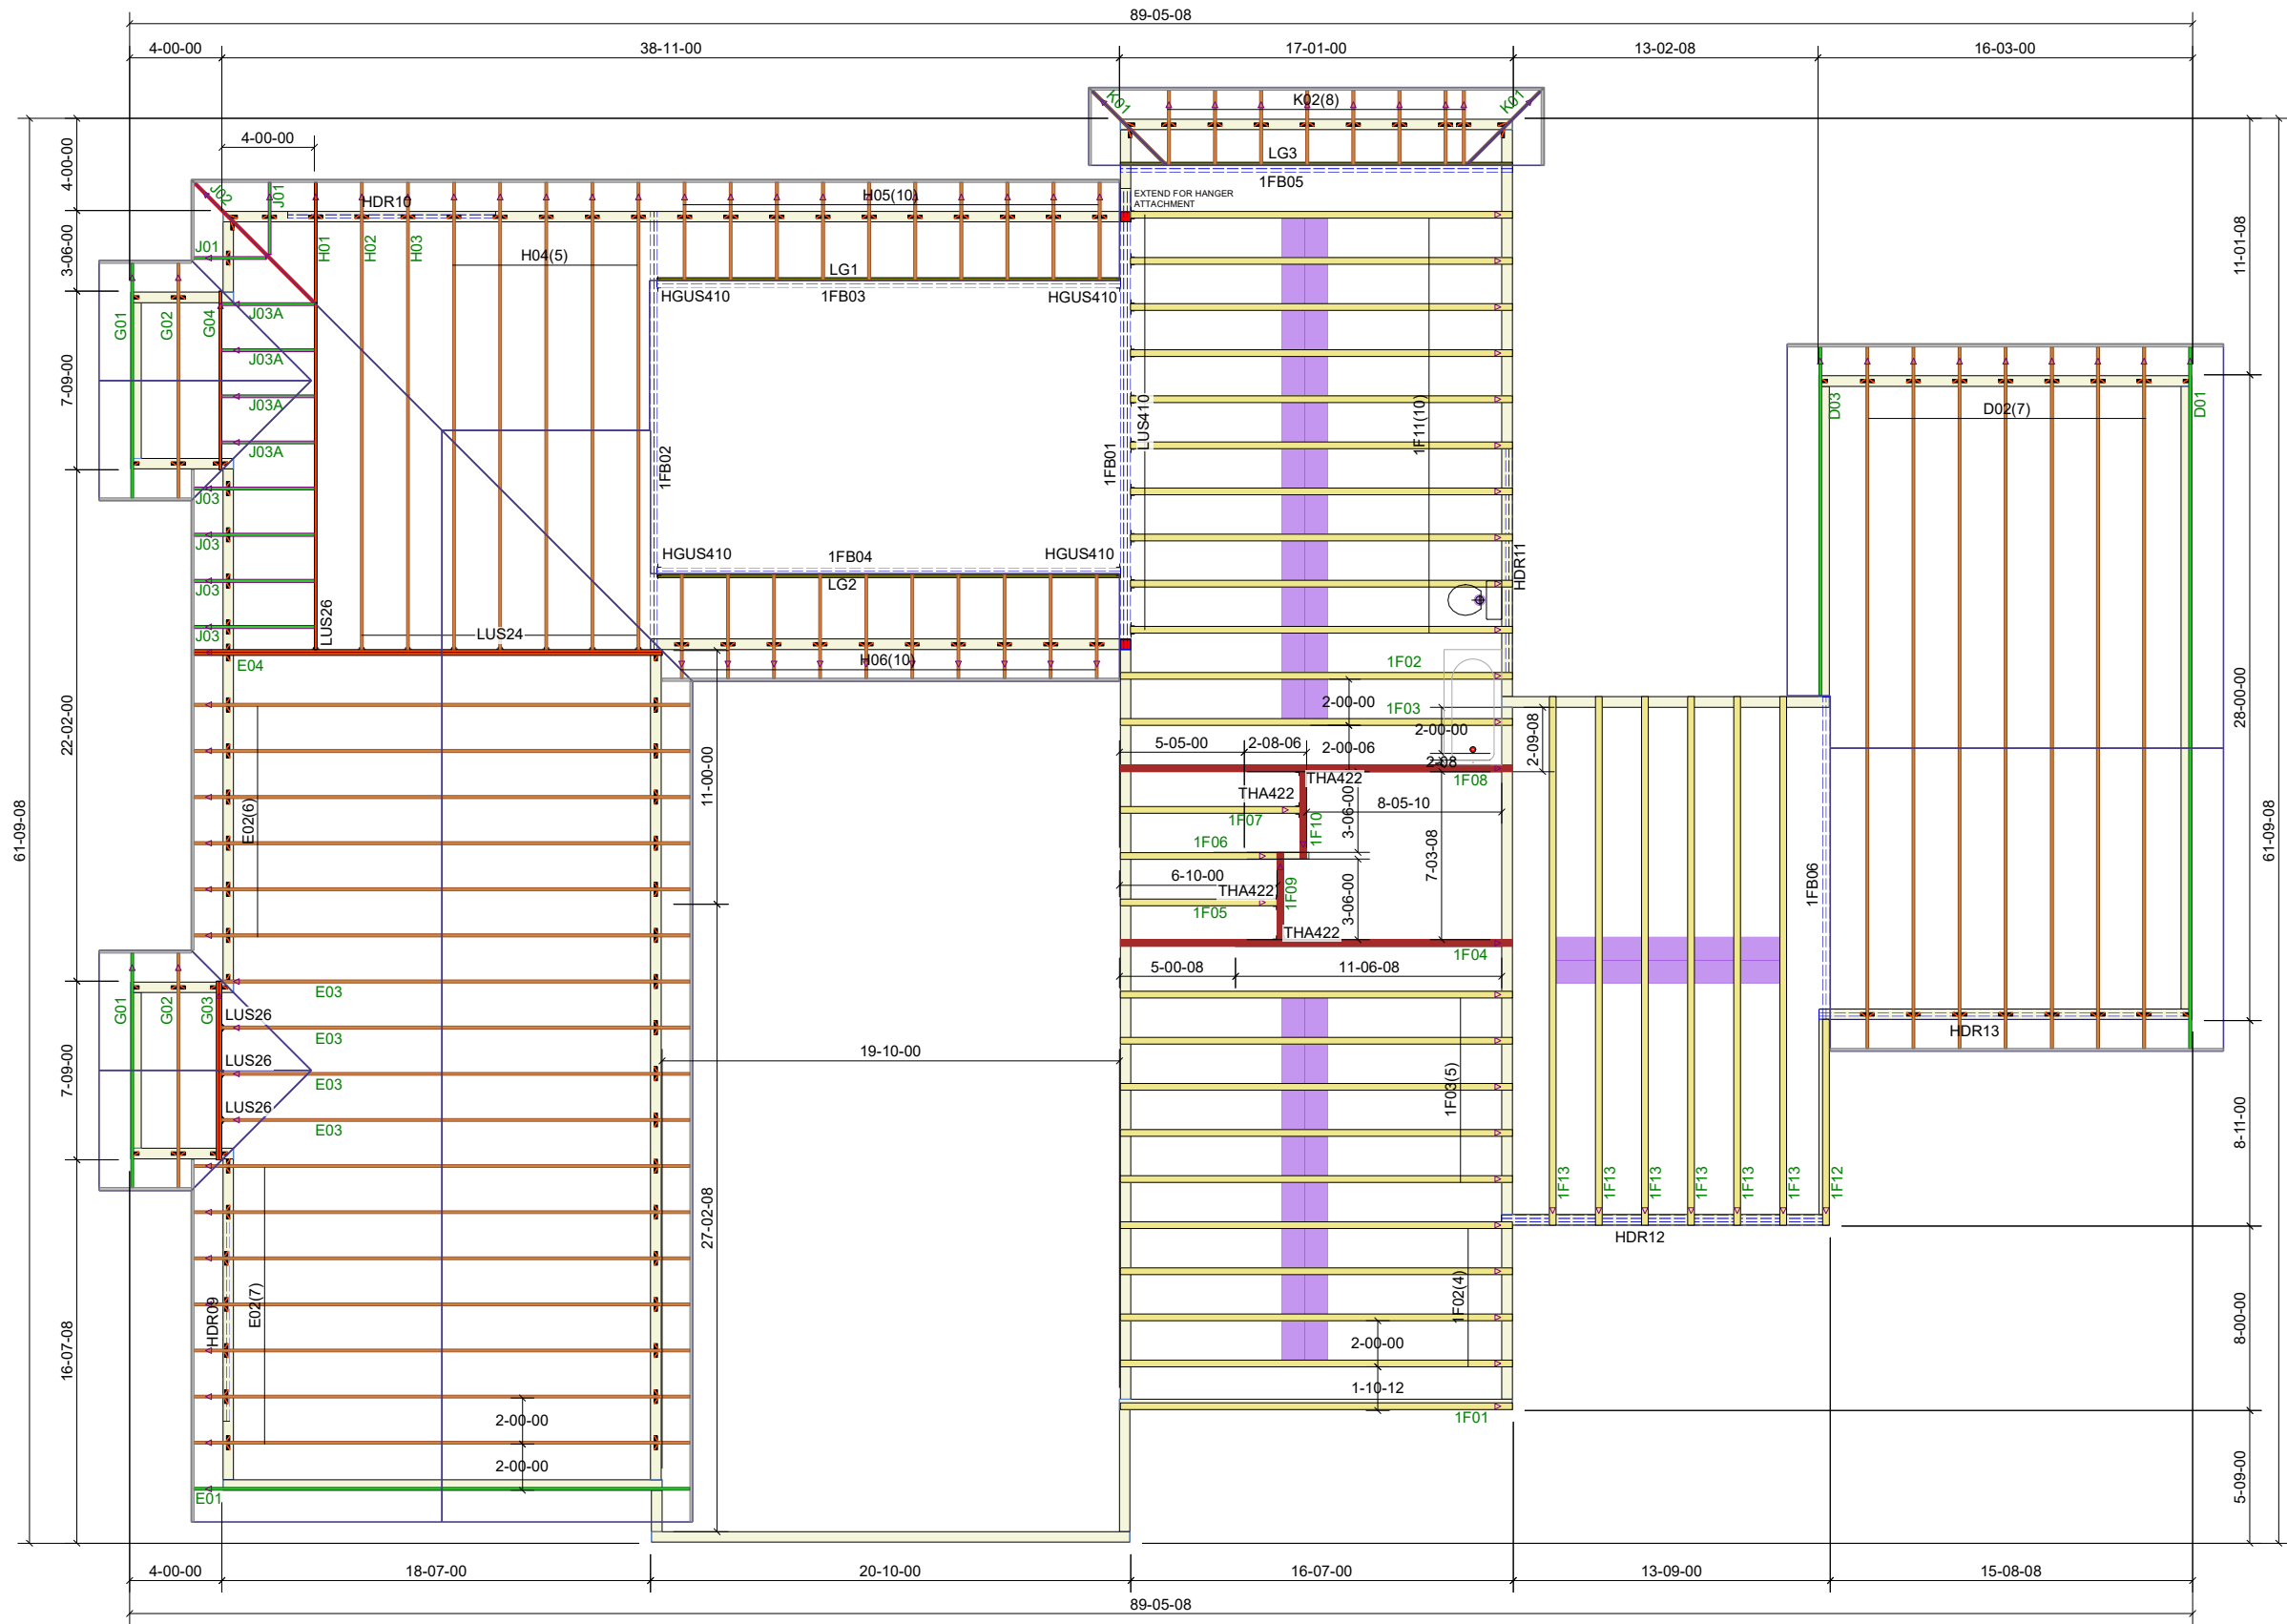 89-05-08
4-00-00
38-11-00
17-01-00
13-02-08
16-03-00
K01
K02(8)
K01
4-00-00
4-00-00
LG3
1FB05
J02
J01
HDR10
H05(10)
EXTEND FOR HANGER
ATTACHMENT
11-01-08
3-06-00
J01
H01
H02
H03
H04(5)
LG1
HGUS410
1FB03
HGUS410
G01
G02
G04
J03A
J03A
J03A
J03A
7-09-00
LUS410
1F11(10)
D03
D02(7)
D01
1FB02
1FB01
J03
J03
J03
J03
HGUS410
1FB04
HGUS410
LG2
HDR11
LUS26
LUS24
E04
H06(10)
1F02
28-00-00
22-02-00
2-00-00
1F03
2-00-00
2-09-08
5-05-00
2-08-06
2-00-06
2-08
1F08
11-00-00
THA422
THA422
1F07
8-05-10
E02(6)
3-06-00
1F10
1F06
7-03-08
61-09-08
61-09-08
6-10-00
THA422
1F09
3-06-00
1F05
THA422
1F04
1FB06
5-00-08
11-06-08
G01
G02
G03
E03
LUS26
E03
LUS26
E03
LUS26
E03
HDR13
19-10-00
7-09-00
1F03(5)
8-11-00
1F13
1F13
1F13
1F13
1F13
1F13
1F12
27-02-08
HDR12
HDR09
E02(7)
1F02(4)
16-07-08
2-00-00
8-00-00
1-10-12
1F01
2-00-00
2-00-00
E01
5-09-00
4-00-00
18-07-00
20-10-00
16-07-00
13-09-00
15-08-08
89-05-08